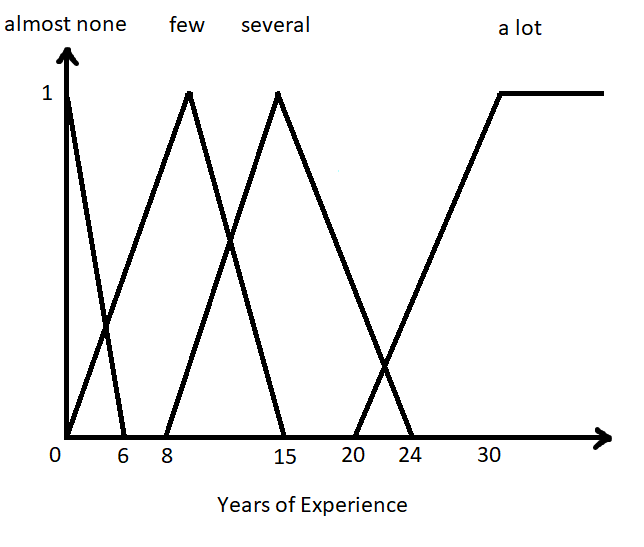 almost none few several a lot
1
0 6 8 15 20 24 30
Years of Experience